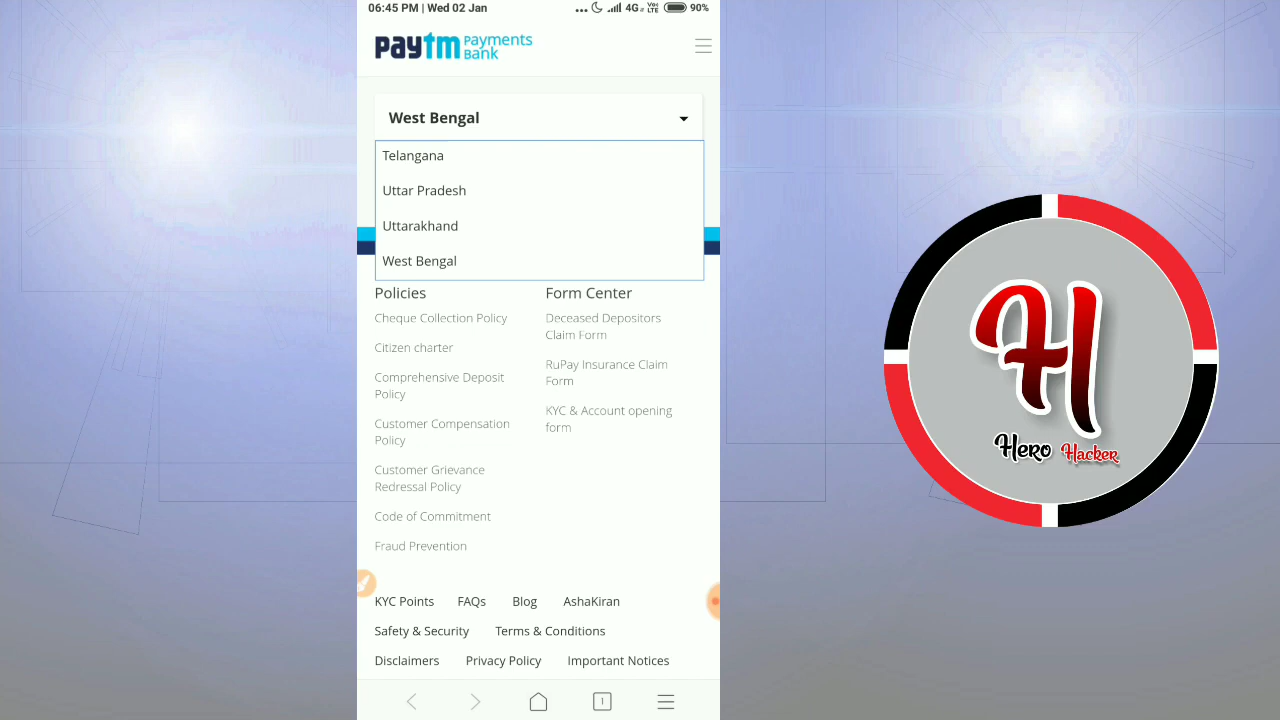 06:45 PM | Wed 02 Jan
4G Vo LTE 90%
paytm Payments Bank
West Bengal
Telangana
Uttar Pradesh
Uttarakhand
West Bengal
Policies
Cheque Collection Policy
Citizen charter
Comprehensive Deposit
Policy
Customer Compensation
Policy
Customer Grievance
Redressal Policy
Code of Commitment
Fraud Prevention
Form Center
Deceased Depositors
Claim Form
RuPay Insurance Claim
Form
KYC & Account opening
form
KYC Points FAQs Blog AshaKiran
Safety & Security Terms & Conditions
Disclaimers Privacy Policy Important Notices
1
H
Hero Hacker